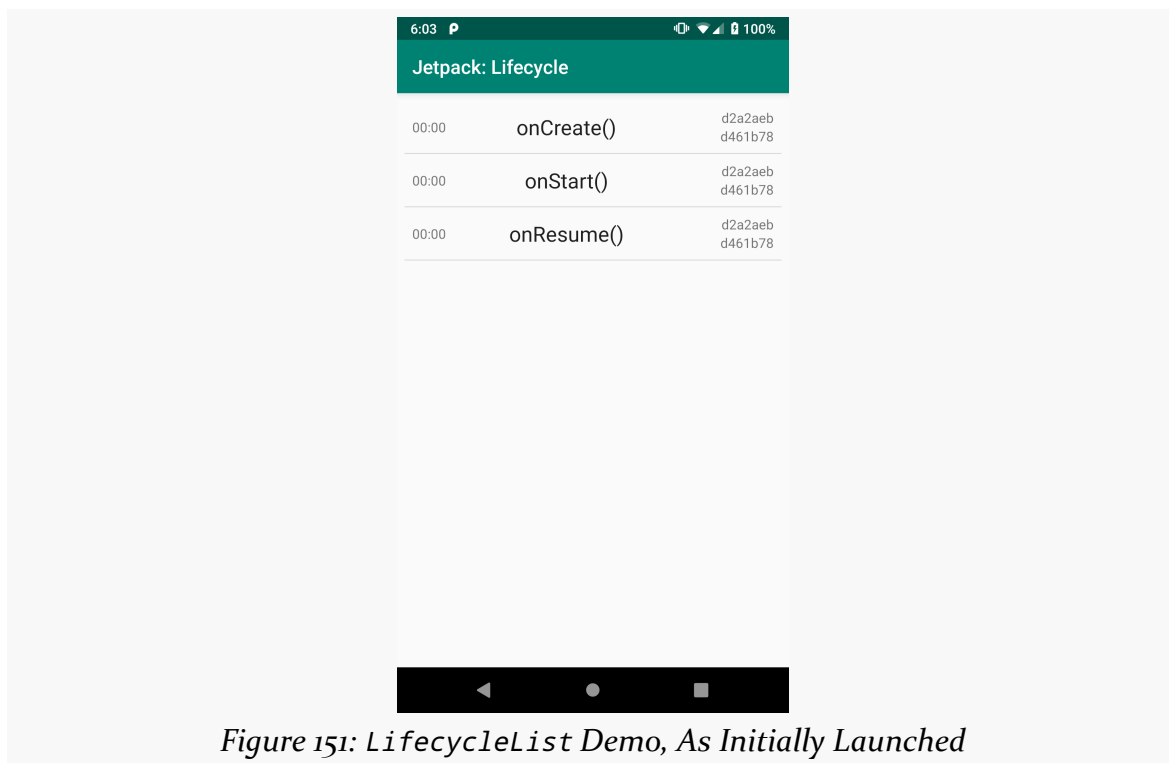 6:03 100%
Jetpack: Lifecycle
00:00 onCreate() d2a2aeb
d461b78
00:00 onStart() d2a2aeb
d461b78
00:00 onResume() d2a2aeb
d461b78
Figure 151: LifecycleList Demo, As Initially Launched